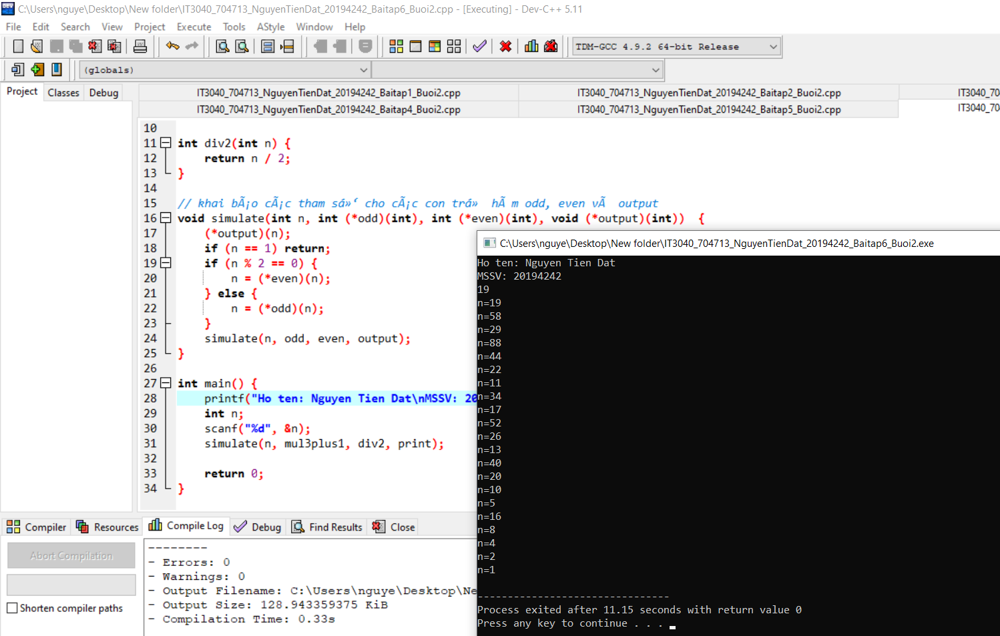 C:\Users\nguye\Desktop\New folder\IT3040_704713_NguyenTienDat_20194242_Baitap6_Buoi2.cpp - [Executing] - Dev-C++ 5.11
File Edit Search View Project Execute Tools AStyle Window Help
TDM-GCC 4.9.2 64-bit Release
(globals)
Project Classes Debug
IT3040_704713_NguyenTienDat_20194242_Baitap1_Buoi2.cpp IT3040_704713_NguyenTienDat_20194242_Baitap2_Buoi2.cpp IT3040_70
IT3040_704713_NguyenTienDat_20194242_Baitap4_Buoi2.cpp IT3040_704713_NguyenTienDat_20194242_Baitap5_Buoi2.cpp IT3040_70
10
11 int div2(int n) {
12 return n / 2;
13 }
14
15 // khai bÃ¡o cÃ¡c tham sá»‘ cho cÃ¡c con trá» hÃ m odd, even vÃ  output
16 void simulate(int n, int (*odd)(int), int (*even)(int), void (*output)(int)) {
17 (*output)(n);
18 if (n == 1) return;
19 if (n % 2 == 0) {
20 n = (*even)(n);
21 } else {
22 n = (*odd)(n);
23 }
24 simulate(n, odd, even, output);
25 }
26
27 int main() {
28 printf("Ho ten: Nguyen Tien Dat\nMSSV: 20
29 int n;
30 scanf("%d", &n);
31 simulate(n, mul3plus1, div2, print);
32
33 return 0;
34 }
C:\Users\nguye\Desktop\New folder\IT3040_704713_NguyenTienDat_20194242_Baitap6_Buoi2.exe
Ho ten: Nguyen Tien Dat
MSSV: 20194242
19
n=19
n=58
n=29
n=88
n=44
n=22
n=11
n=34
n=17
n=52
n=26
n=13
n=40
n=20
n=10
n=5
n=16
n=8
n=4
n=2
n=1
--------------------------------
Process exited after 11.15 seconds with return value 0
Press any key to continue . . .
Compiler Resources Compile Log Debug Find Results Close
Abort Compilation
Shorten compiler paths
--------
- Errors: 0
- Warnings: 0
- Output Filename: C:\Users\nguye\Desktop\Ne
- Output Size: 128.943359375 KiB
- Compilation Time: 0.33s